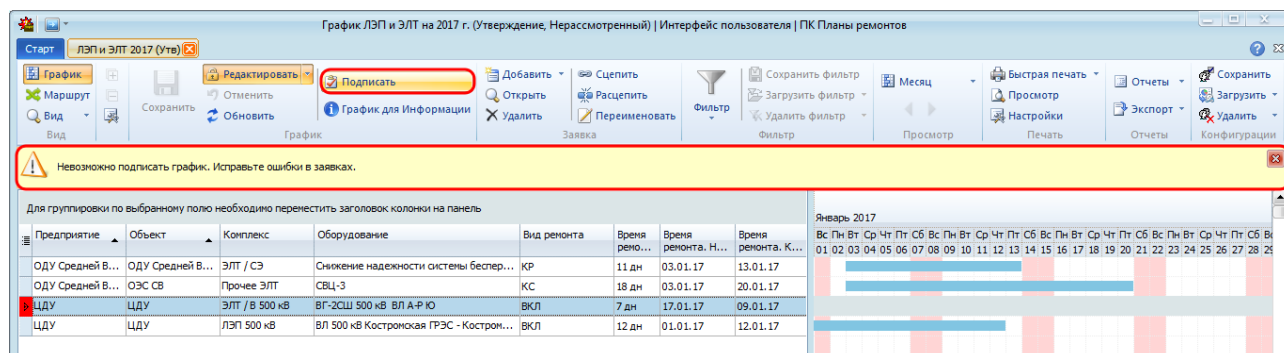 График ЛЭП и ЭЛТ на 2017 г. (Утверждение, Нерассмотренный) | Интерфейс пользователя | ПК Планы ремонтов
Старт ЛЭП и ЭЛТ 2017 (Утв)
График Редактировать Подписать Добавить Сцепить Сохранить фильтр Месяц Быстрая печать Отчеты Сохранить
Маршрут Сохранить Отменить Открыть Расцепить Фильтр Загрузить фильтр Просмотр Загрузить
Вид Обновить График для Информации Удалить Переименовать Удалить фильтр Настройки Экспорт Удалить
Вид График Заявка Фильтр Просмотр Печать Отчеты Конфигурации
Невозможно подписать график. Исправьте ошибки в заявках.
Для группировки по выбранному полю необходимо переместить заголовок колонки на панель
Январь 2017
Предприятие Объект Комплекс Оборудование Вид ремонта Время ремо... Время ремонта. Н... Время ремонта. К...
Вс Пн Вт Ср Чт Пт Сб Вс Пн Вт Ср Чт Пт Сб Вс Пн Вт Ср Чт Пт Сб Вс Пн Вт Ср Чт Пт Сб Вс
01 02 03 04 05 06 07 08 09 10 11 12 13 14 15 16 17 18 19 20 21 22 23 24 25 26 27 28 29
ОДУ Средней В... ОДУ Средней В... ЭЛТ / СЭ Снижение надежности системы беспер... КР 11 дн 03.01.17 13.01.17
ОДУ Средней В... ОЭС СВ Прочее ЭЛТ СВЦ-3 КС 18 дн 03.01.17 20.01.17
ЦДУ ЦДУ ЭЛТ / В 500 кВ ВГ-2СШ 500 кВ ВЛ А-Р Ю ВКЛ 7 дн 17.01.17 09.01.17
ЦДУ ЦДУ ЛЭП 500 кВ ВЛ 500 кВ Костромская ГРЭС - Костром... ВКЛ 12 дн 01.01.17 12.01.17